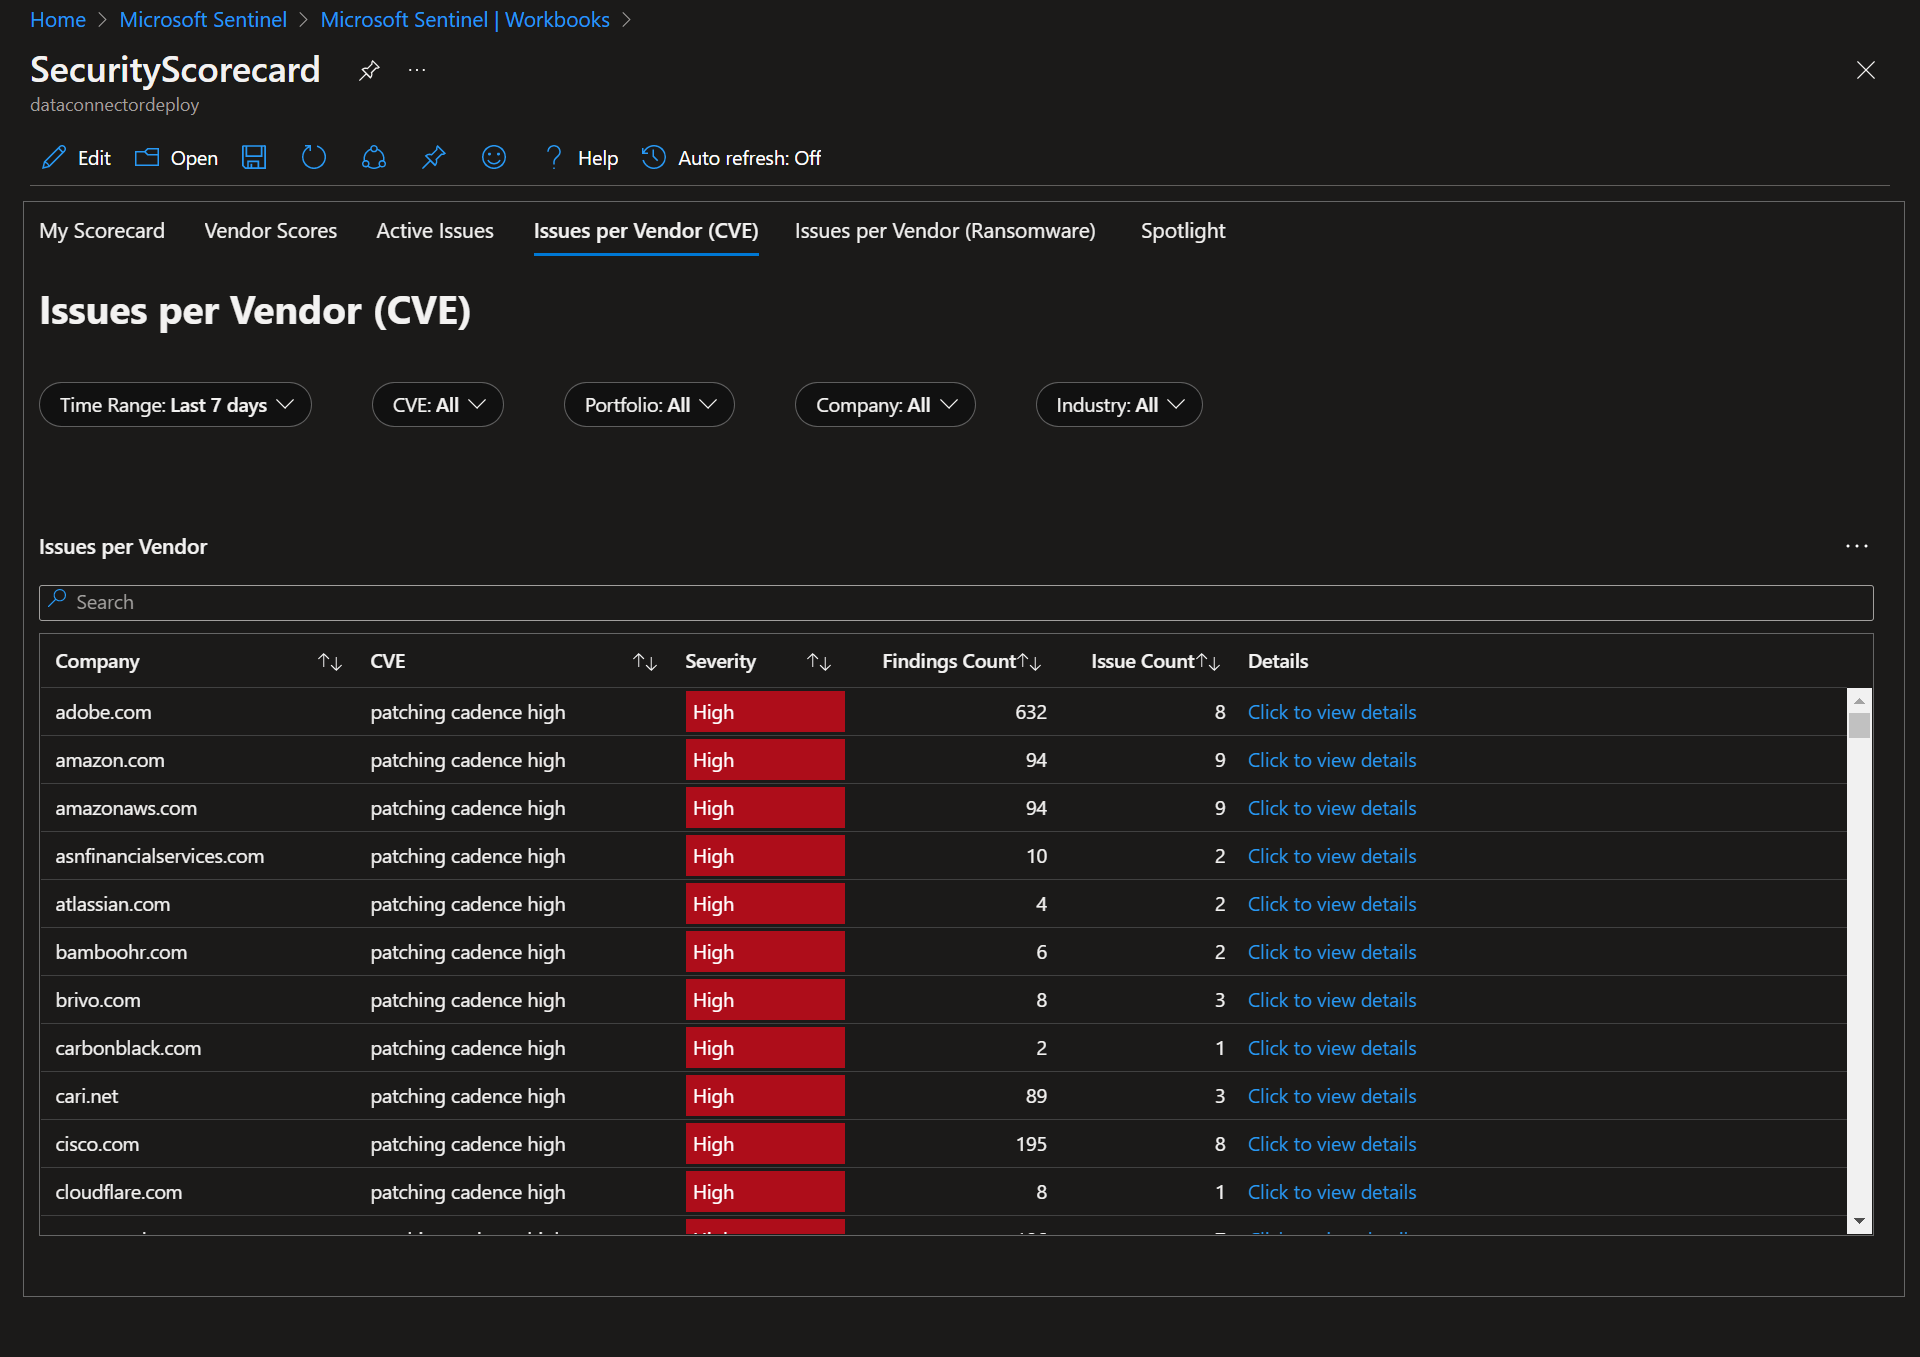 Home > Microsoft Sentinel > Microsoft Sentinel | Workbooks >
SecurityScorecard ...
dataconnectordeploy
Edit Open ? Help Auto refresh: Off
My Scorecard Vendor Scores Active Issues Issues per Vendor (CVE) Issues per Vendor (Ransomware) Spotlight
Issues per Vendor (CVE)
Time Range: Last 7 days CVE: All Portfolio: All Company: All Industry: All
Issues per Vendor ...
Search
Company CVE Severity Findings Count Issue Count Details
adobe.com patching cadence high High 632 8 Click to view details
amazon.com patching cadence high High 94 9 Click to view details
amazonaws.com patching cadence high High 94 9 Click to view details
asnfinancialservices.com patching cadence high High 10 2 Click to view details
atlassian.com patching cadence high High 4 2 Click to view details
bamboohr.com patching cadence high High 6 2 Click to view details
brivo.com patching cadence high High 8 3 Click to view details
carbonblack.com patching cadence high High 2 1 Click to view details
cari.net patching cadence high High 89 3 Click to view details
cisco.com patching cadence high High 195 8 Click to view details
cloudflare.com patching cadence high High 8 1 Click to view details